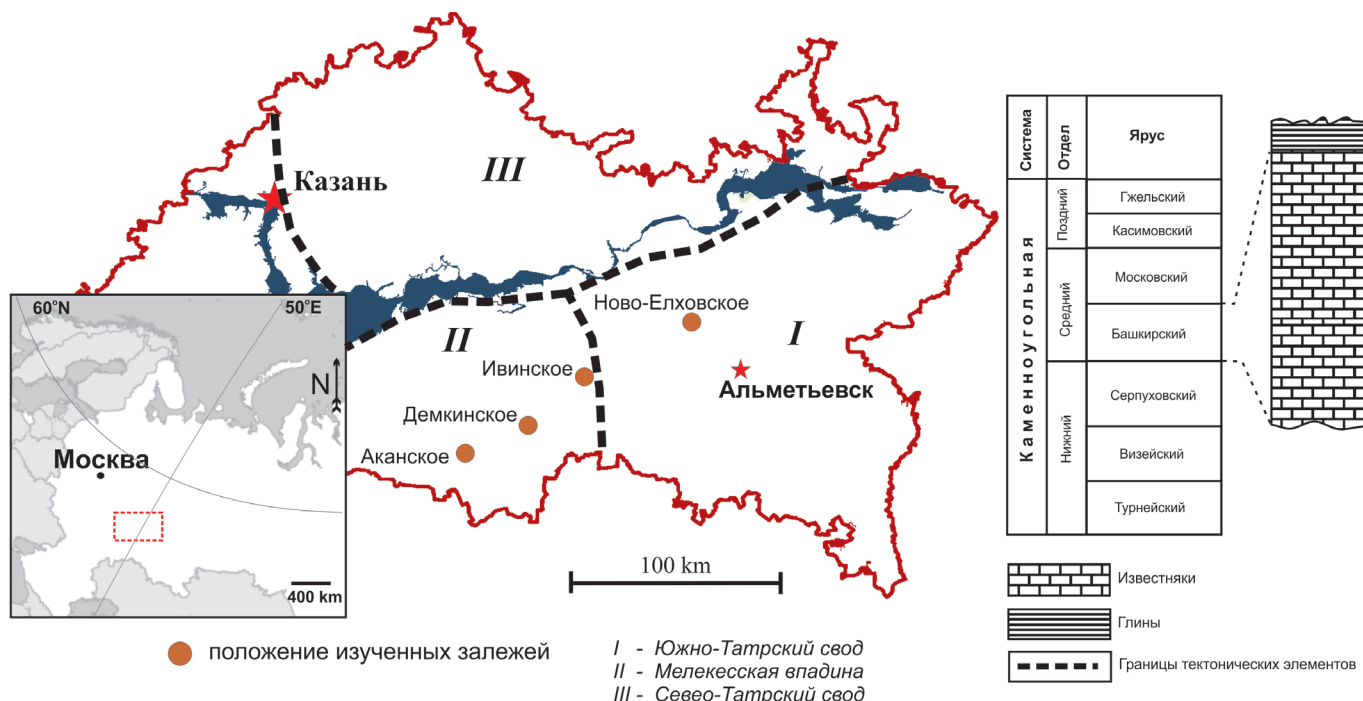 III
Казань
Ново-Елховское
I
II
Ивинское
Альметьевск
Демкинское
Аканское
60°N
50°E
N
Москва
400 км
100 km
положение изученных залежей
I - Южно-Татрский свод
II - Мелекесская впадина
III - Севео-Татрский свод
Система
Отдел
Ярус
Каменноугольная
Поздний
Гжельский
Касимовский
Средний
Московский
Башкирский
Нижний
Серпуховский
Визейский
Турнейский
Известняки
Глины
Границы тектонических элементов